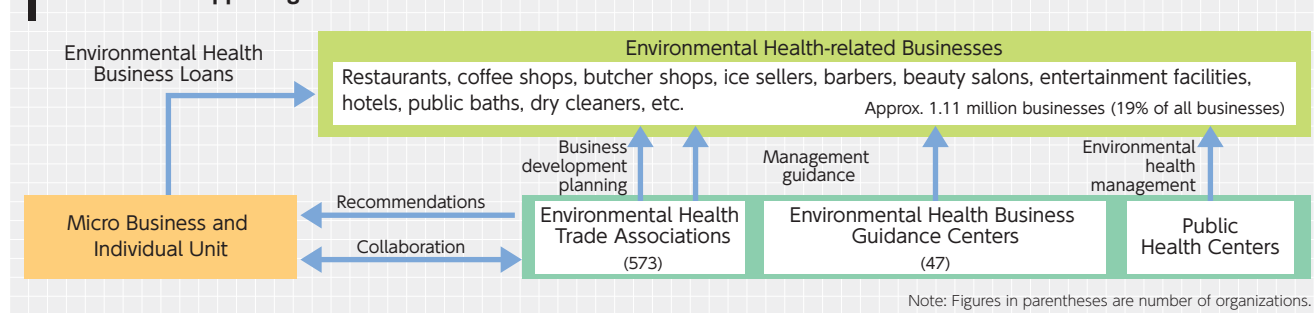 Environmental Health
Business Loans
Environmental Health-related Businesses
Restaurants, coffee shops, butcher shops, ice sellers, barbers, beauty salons, entertainment facilities,
hotels, public baths, dry cleaners, etc.
Approx. 1.11 million businesses (19% of all businesses)
Business
development
planning
Management
guidance
Environmental
health
management
Micro Business and
Individual Unit
Recommendations
Collaboration
Environmental Health
Trade Associations
(573)
Environmental Health Business
Guidance Centers
(47)
Public
Health Centers
Note: Figures in parentheses are number of organizations.